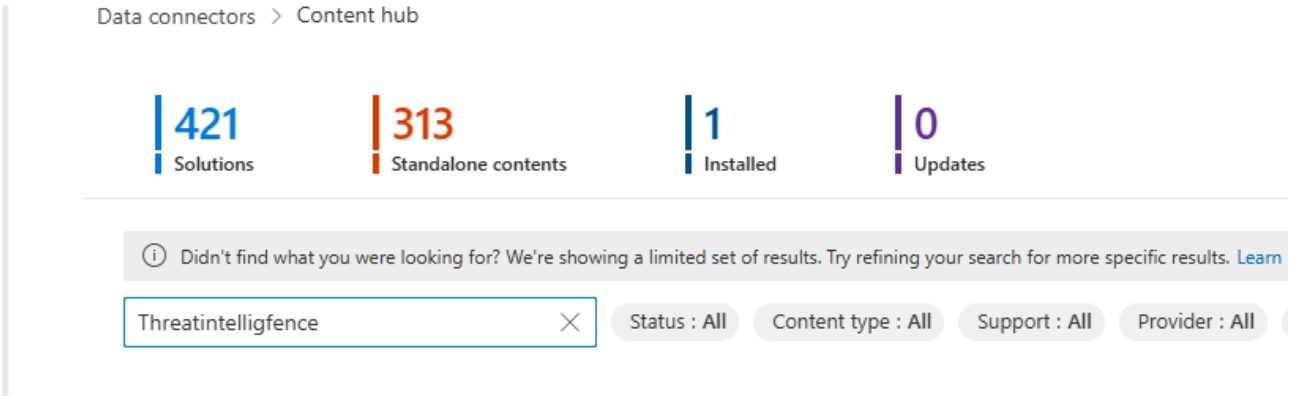 Data connectors > Content hub
421 313 1 0
Solutions Standalone contents Installed Updates
Didn't find what you were looking for? We're showing a limited set of results. Try refining your search for more specific results. Learn
Threatintelligfence Status : All Content type : All Support : All Provider : All